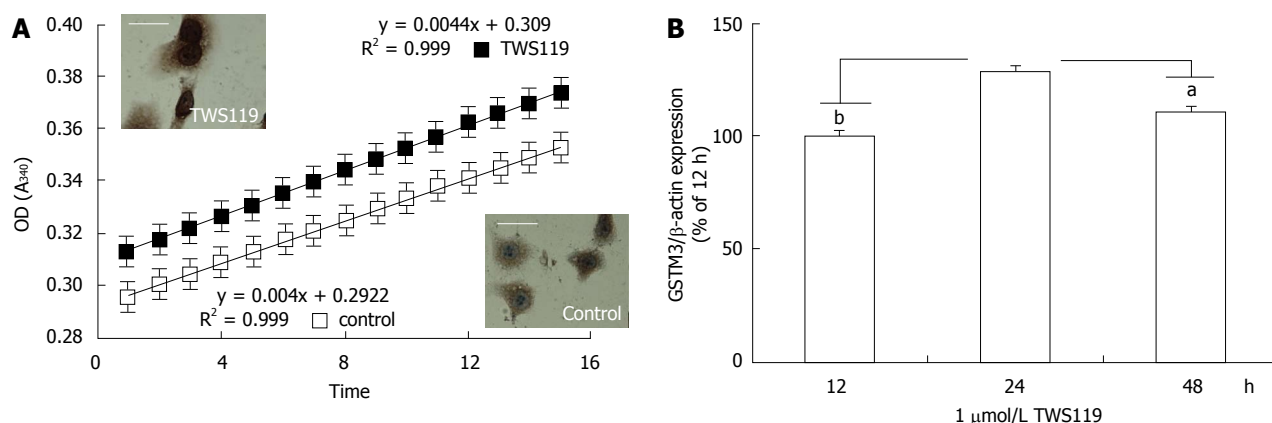 A
0.40
0.38
0.36
0.34
0.32
0.30
0.28
OD (A340)
0 4 8 12 16
Time
y = 0.0044x + 0.309
R2 = 0.999 TWS119
TWS119
y = 0.004x + 0.2922
R2 = 0.999 control
Control
B
150
100
50
0
GSTM3/β-actin expression
(% of 12 h)
b
a
12 24 48 h
1 μmol/L TWS119